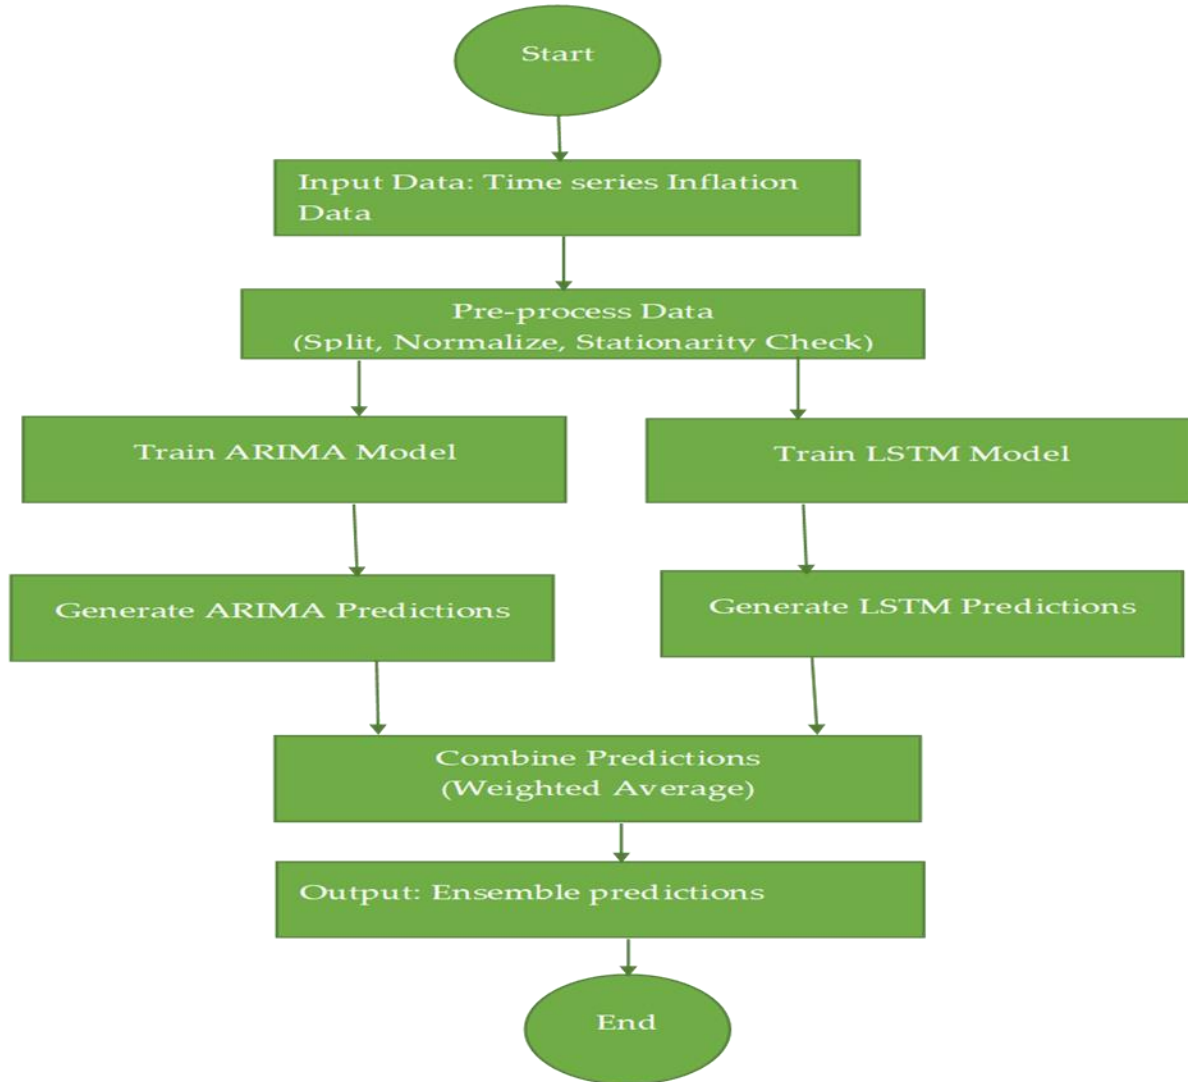 Start
Input Data: Time series Inflation
Data
Pre-process Data
(Split, Normalize, Stationarity Check)
Train ARIMA Model
Train LSTM Model
Generate ARIMA Predictions
Generate LSTM Predictions
Combine Predictions
(Weighted Average)
Output: Ensemble predictions
End